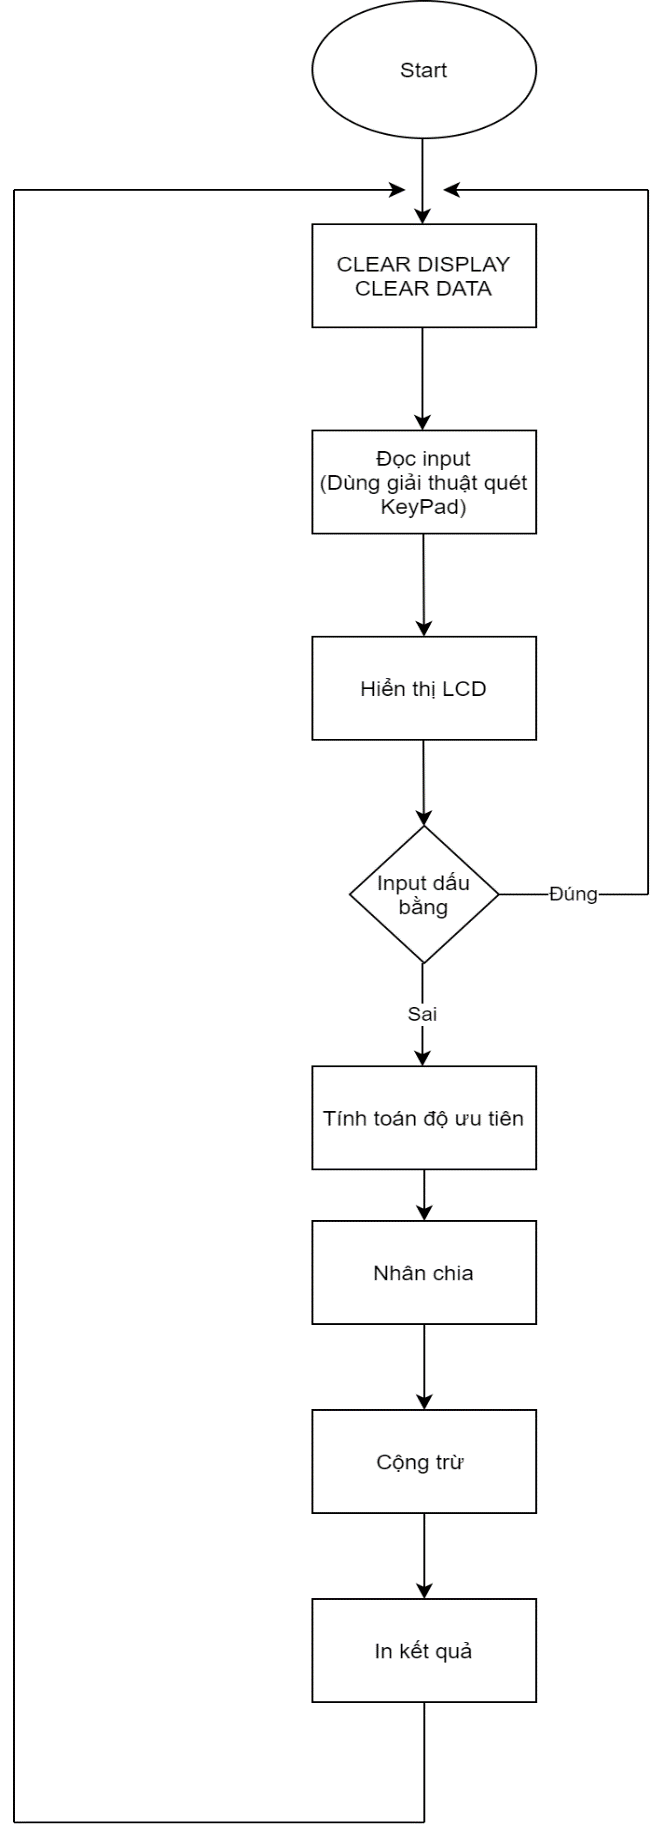 Start
CLEAR DISPLAY
CLEAR DATA
Đọc input
(Dùng giải thuật quét
KeyPad)
Hiển thị LCD
Input dấu
bằng
Đúng
Sai
Tính toán độ ưu tiên
Nhân chia
Cộng trừ
In kết quả